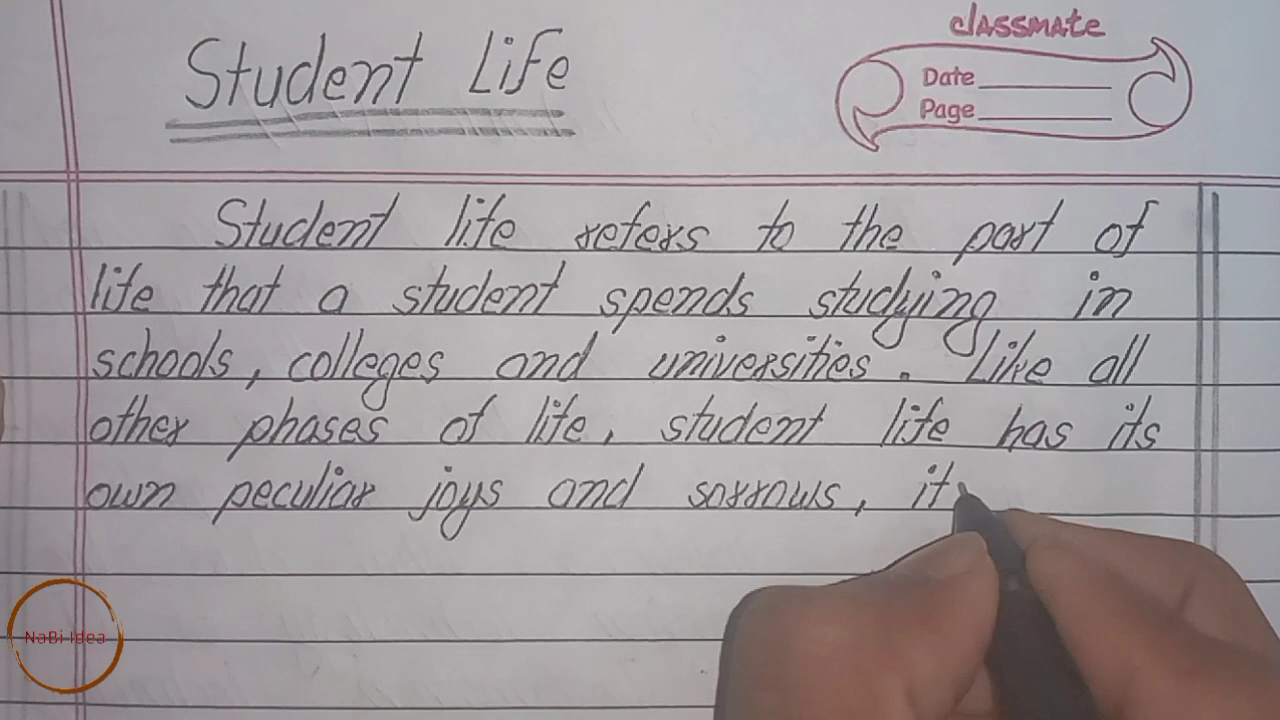 Student Life
classmate
Date
Page
Student life refers to the part of
life that a student spends studying in
schools, colleges and universities. Like all
other phases of life, student life has its
own peculiar joys and sorrows, it
NaBi Idea